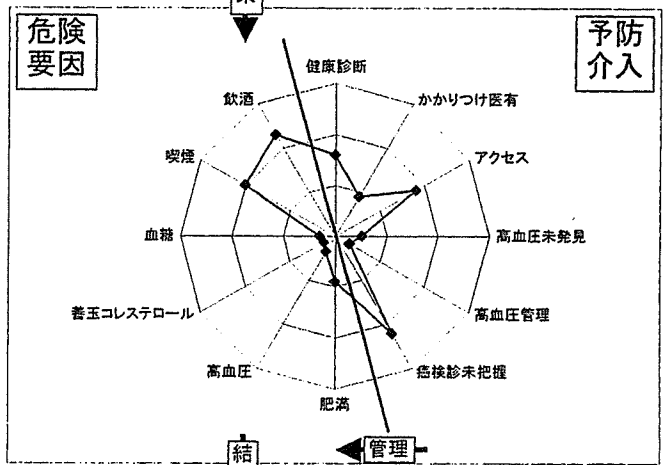 危険
要因
予防
介入
健康診断
飲酒
かかりつけ医有
喫煙
アクセス
血糖
高血圧未発見
善玉コレステロール
高血圧管理
高血圧
癌検診未把握
肥満
結
管理